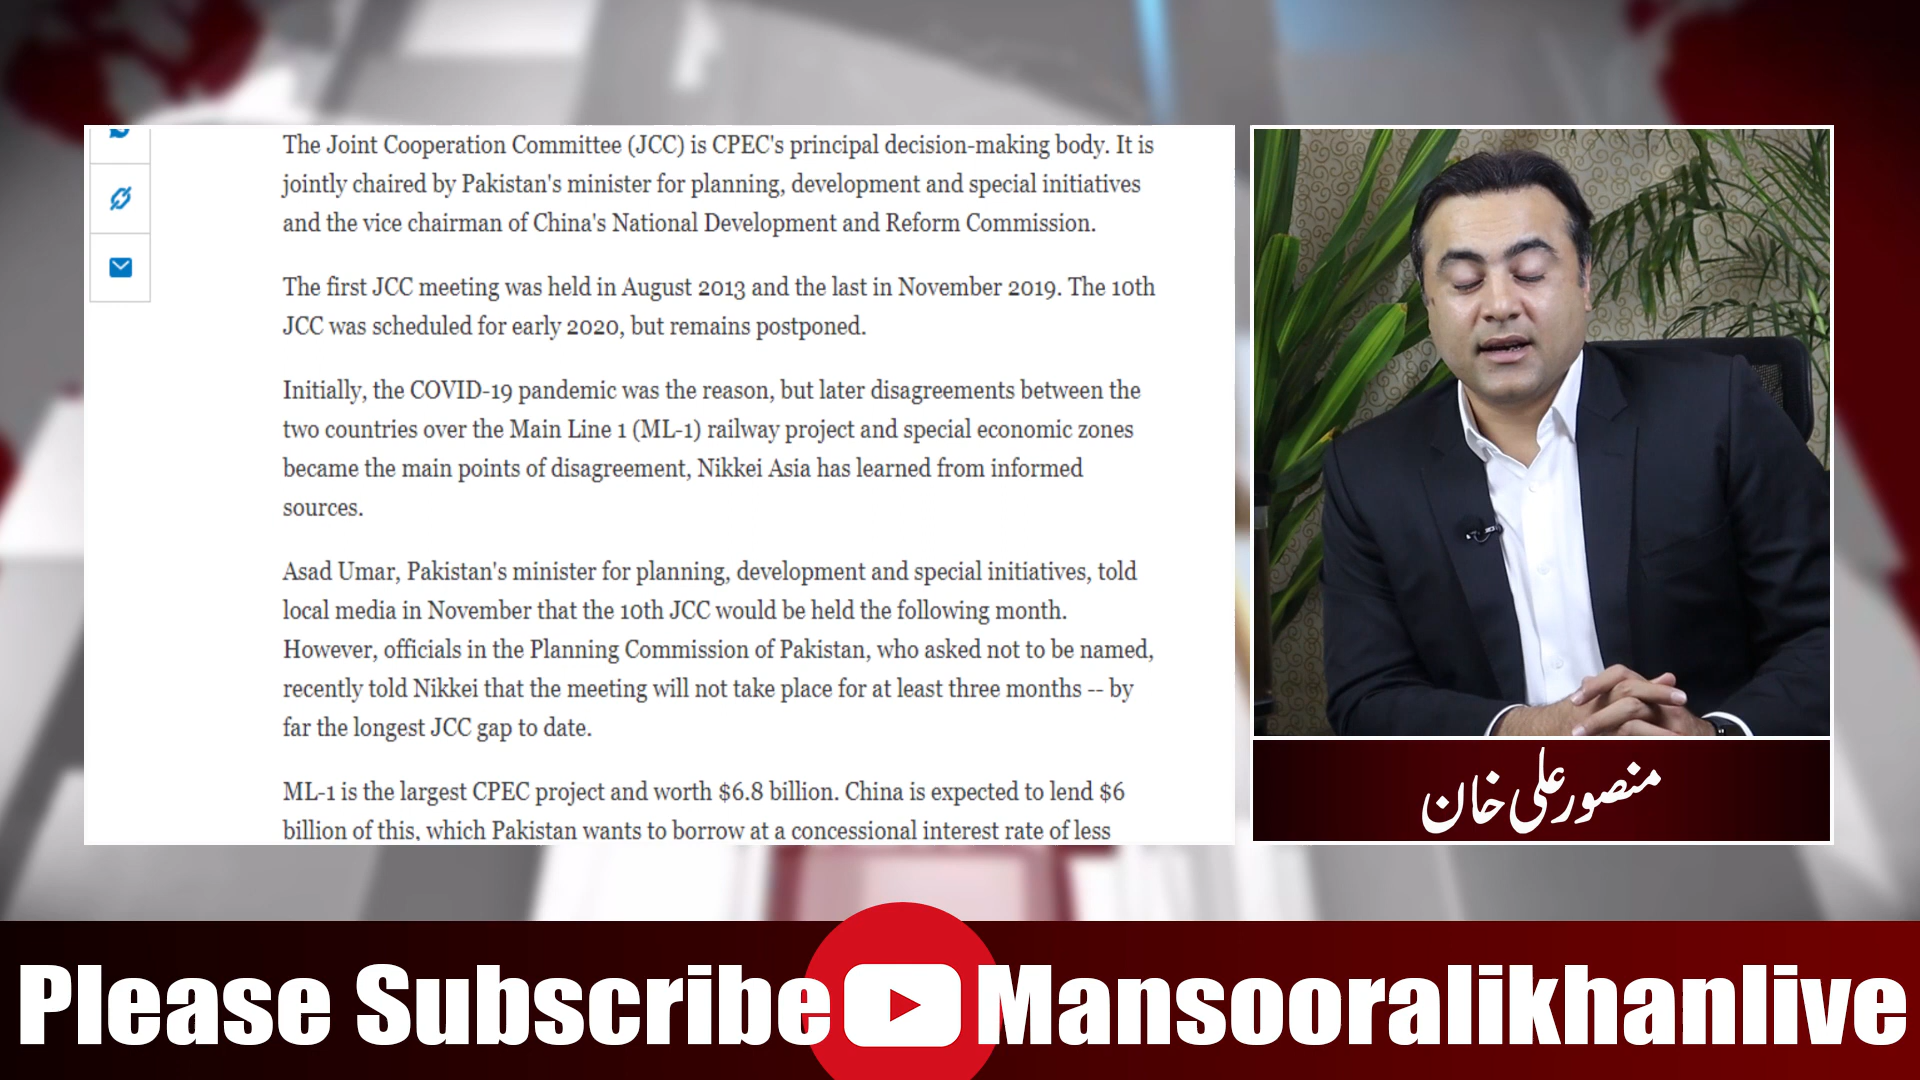 The Joint Cooperation Committee (JCC) is CPEC's principal decision-making body. It is
jointly chaired by Pakistan's minister for planning, development and special initiatives
and the vice chairman of China's National Development and Reform Commission.
The first JCC meeting was held in August 2013 and the last in November 2019. The 10th
JCC was scheduled for early 2020, but remains postponed.
Initially, the COVID-19 pandemic was the reason, but later disagreements between the
two countries over the Main Line 1 (ML-1) railway project and special economic zones
became the main points of disagreement, Nikkei Asia has learned from informed
sources.
Asad Umar, Pakistan's minister for planning, development and special initiatives, told
local media in November that the 10th JCC would be held the following month.
However, officials in the Planning Commission of Pakistan, who asked not to be named,
recently told Nikkei that the meeting will not take place for at least three months -- by
far the longest JCC gap to date.
ML-1 is the largest CPEC project and worth $6.8 billion. China is expected to lend $6
billion of this, which Pakistan wants to borrow at a concessional interest rate of less
منصور علی خان
Please Subscribe Mansooralikhanlive